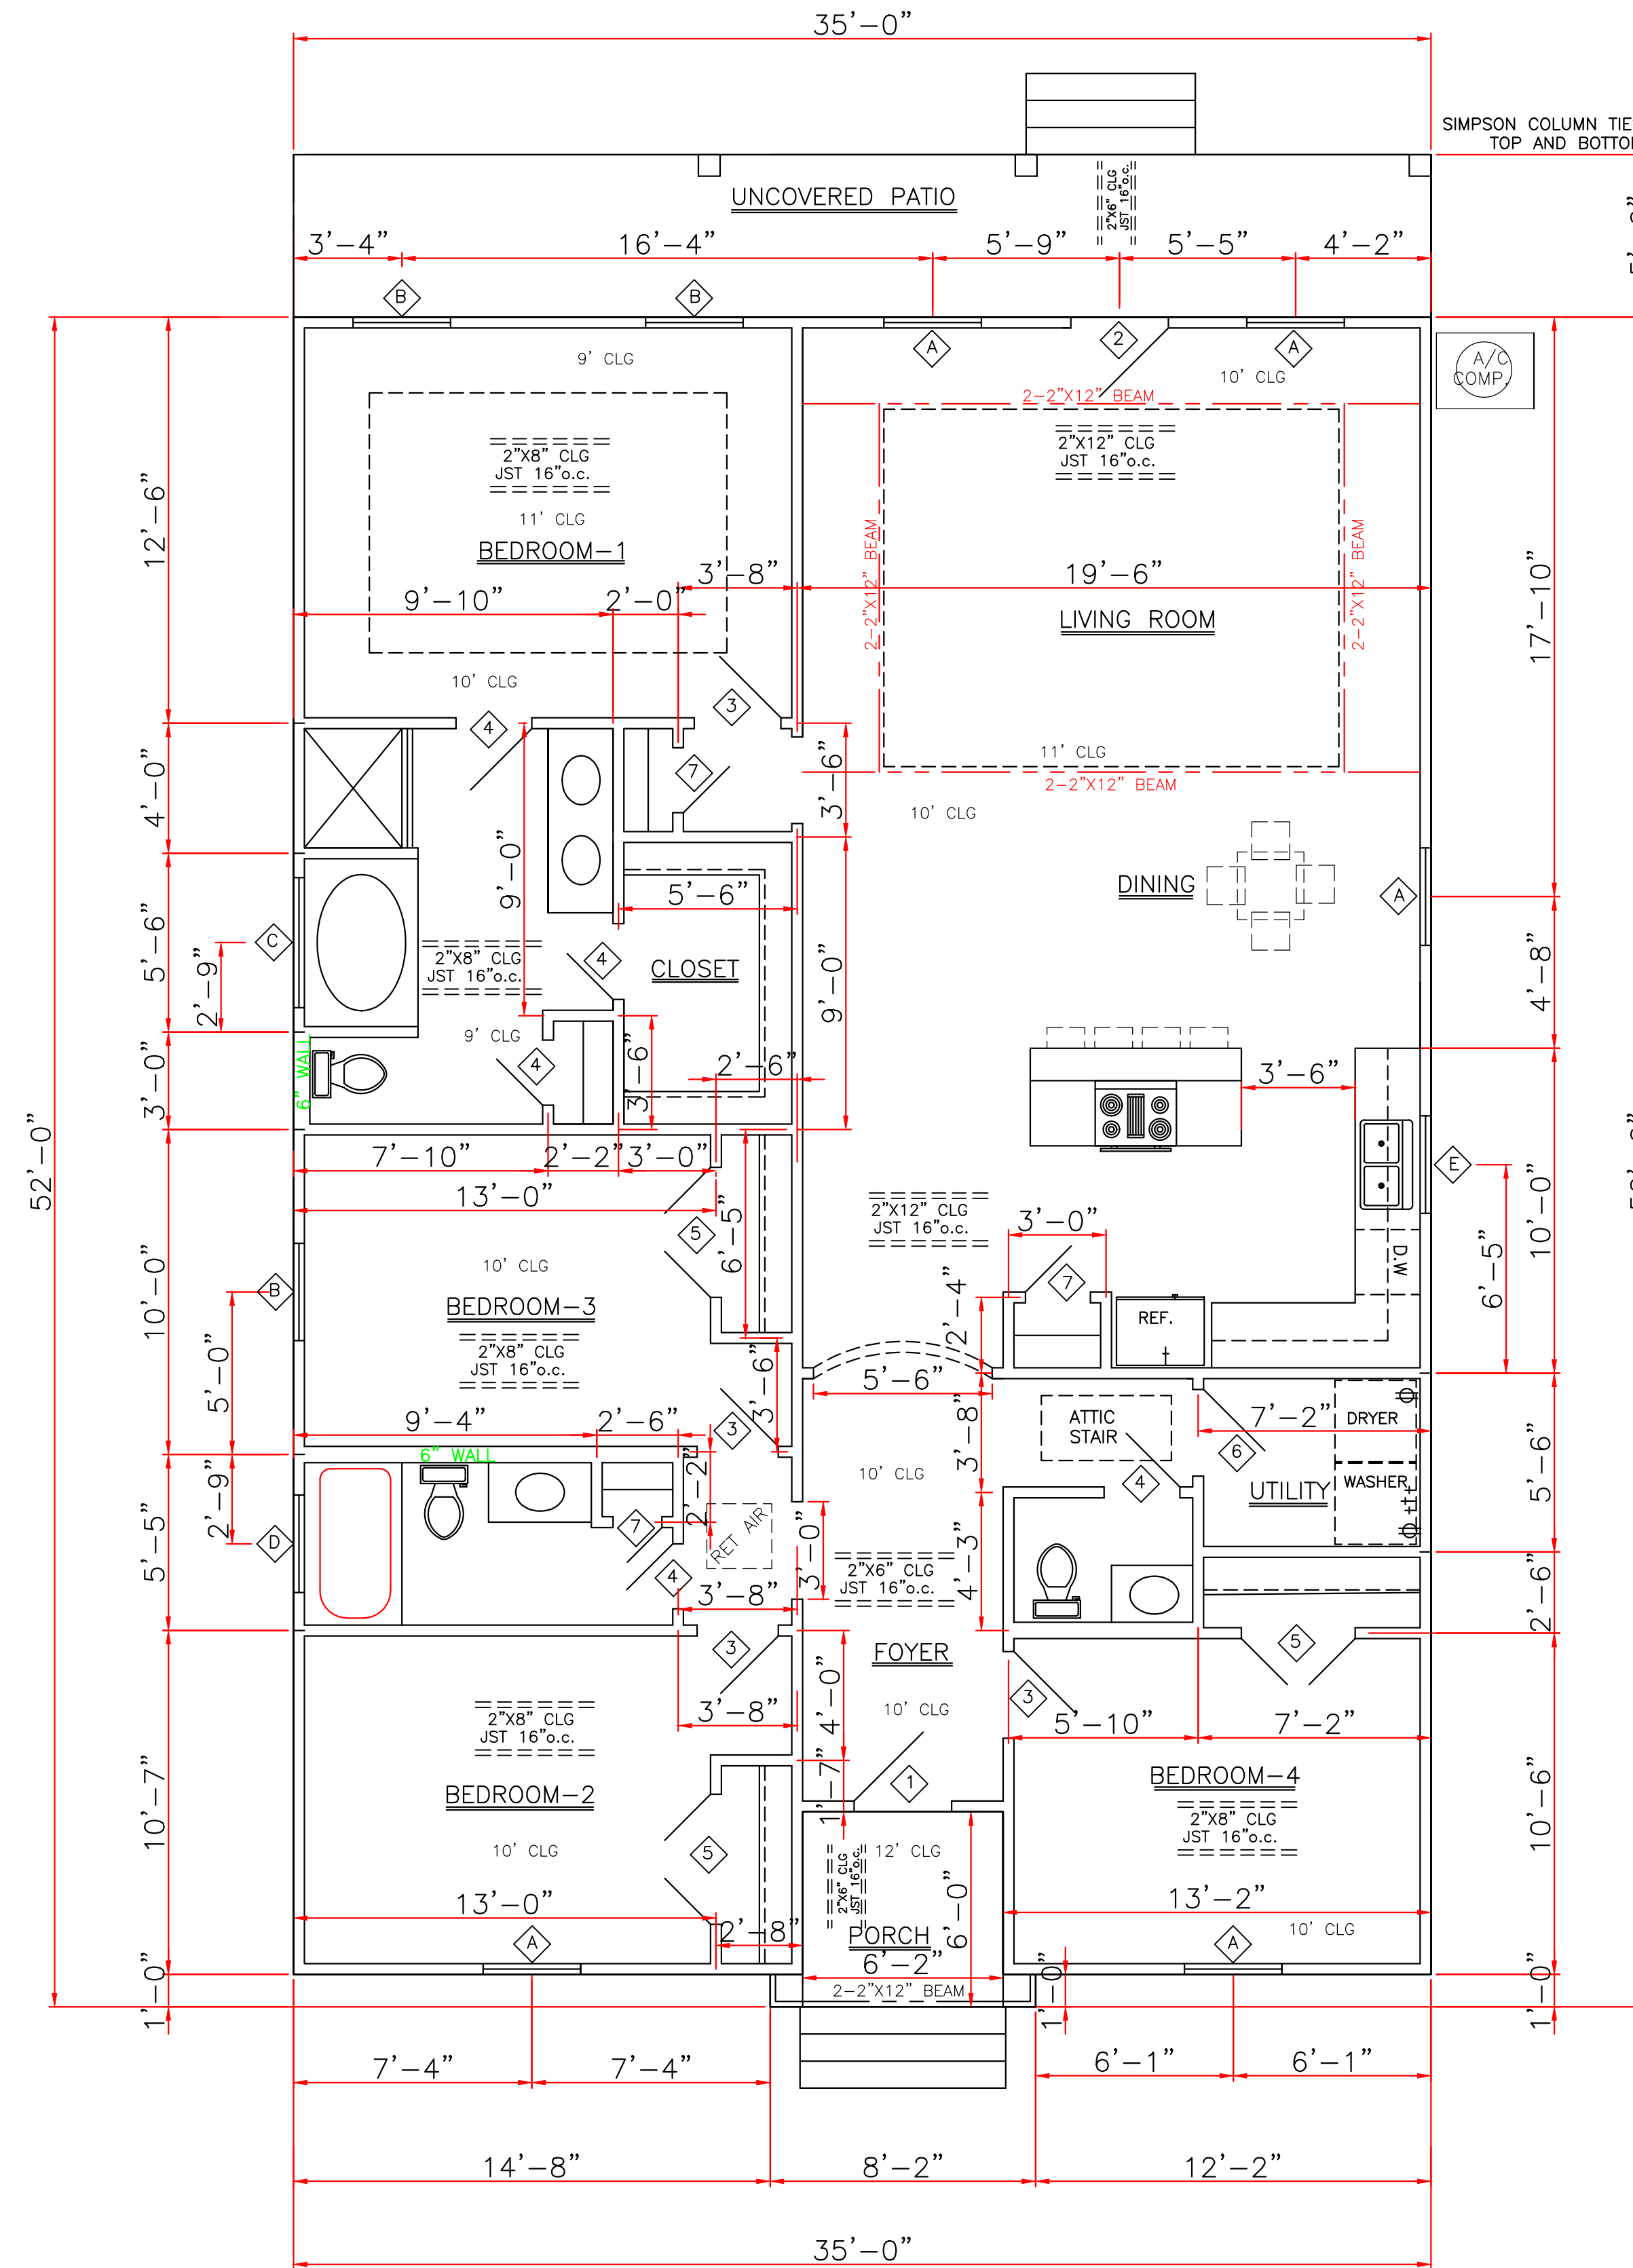 35'-0"
SIMPSON COLUMN TIE
TOP AND BOTTOM
UNCOVERED PATIO
2"X6" CLG
JST 16"o.c.
3'-4"
16'-4"
5'-9"
5'-5"
4'-2"
B
B
A
2
A
A/C
COMP.
9' CLG
10' CLG
2-2"X12" BEAM
2"X8" CLG
JST 16"o.c.
2"X12" CLG
JST 16"o.c.
12'-6"
11' CLG
BEDROOM-1
2-2"X12" BEAM
2-2"X12" BEAM
17'-10"
3'-8"
19'-6"
9'-10"
2'-0"
LIVING ROOM
10' CLG
3
4
11' CLG
2-2"X12" BEAM
7
3'-6"
4'-0"
10' CLG
9'-0"
DINING
5'-6"
A
5'-6"
C
2'-9"
2"X8" CLG
JST 16"o.c.
4
CLOSET
9'-0"
4'-8"
9' CLG
6" WALL
4
3'-6"
2'-6"
3'-6"
3'-0"
52'-0"
7'-10"
2'-2"
3'-0"
E
13'-0"
2"X12" CLG
JST 16"o.c.
3'-0"
6'-5"
5
10'-0"
10' CLG
D.W
10'-0"
6'-5"
B
BEDROOM-3
7
2'-4"
REF.
2"X8" CLG
JST 16"o.c.
5'-0"
3'-6"
5'-6"
9'-4"
2'-6"
3
3'-8"
ATTIC
STAIR
7'-2"
DRYER
6" WALL
6
2'-2"
10' CLG
4
UTILITY
WASHER
5'-6"
2'-9"
5'-5"
D
7
RET AIR
3'-0"
4'-3"
4
2"X6" CLG
JST 16"o.c.
3'-8"
2'-6"
3
FOYER
5
4'-0"
3
3'-8"
10' CLG
5'-10"
7'-2"
2"X8" CLG
JST 16"o.c.
10'-7"
BEDROOM-2
1'-7"
1
BEDROOM-4
2"X8" CLG
JST 16"o.c.
10'-6"
10' CLG
5
2"X6" CLG
JST 16"o.c.
12' CLG
13'-0"
13'-2"
A
2'-8"
PORCH
6'-0"
A
10' CLG
6'-2"
2-2"X12" BEAM
1'-0"
1'-0"
1'-0"
7'-4"
7'-4"
6'-1"
6'-1"
14'-8"
8'-2"
12'-2"
35'-0"